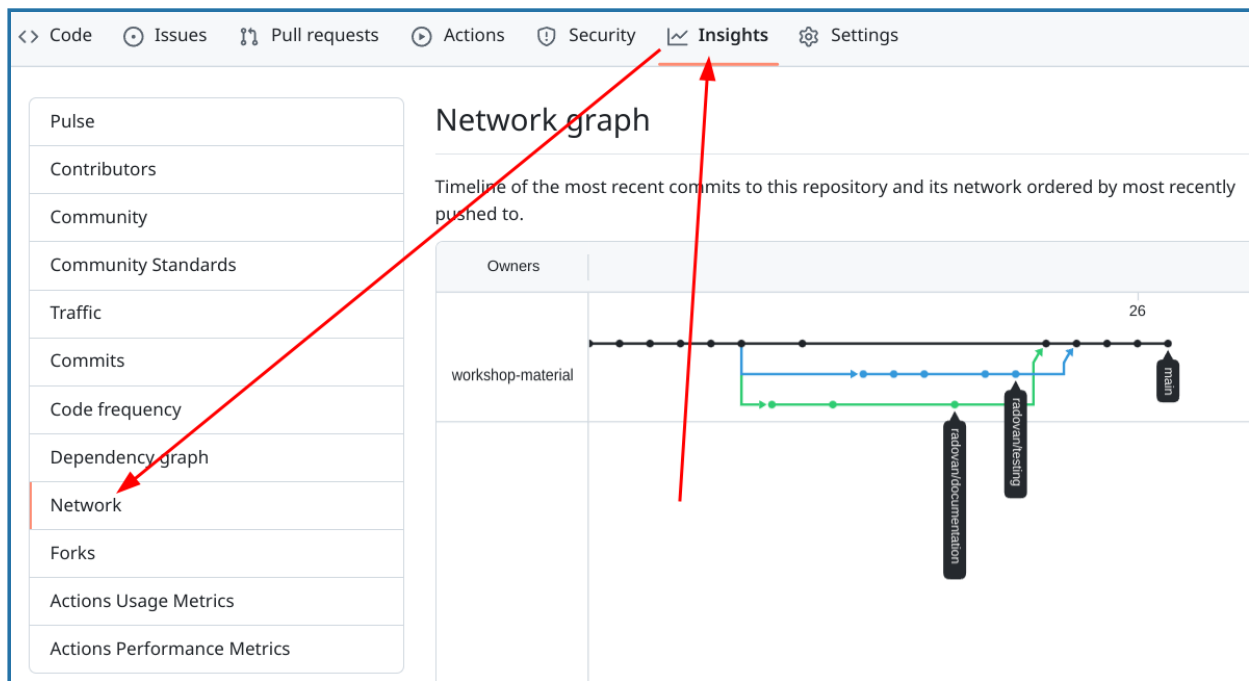 Code Issues Pull requests Actions Security Insights Settings
Pulse
Contributors
Community
Community Standards
Traffic
Commits
Code frequency
Dependency graph
Network
Forks
Actions Usage Metrics
Actions Performance Metrics
Network graph
Timeline of the most recent commits to this repository and its network ordered by most recently
pushed to.
Owners
26
workshop-material
main
radovan/testing
radovan/documentation